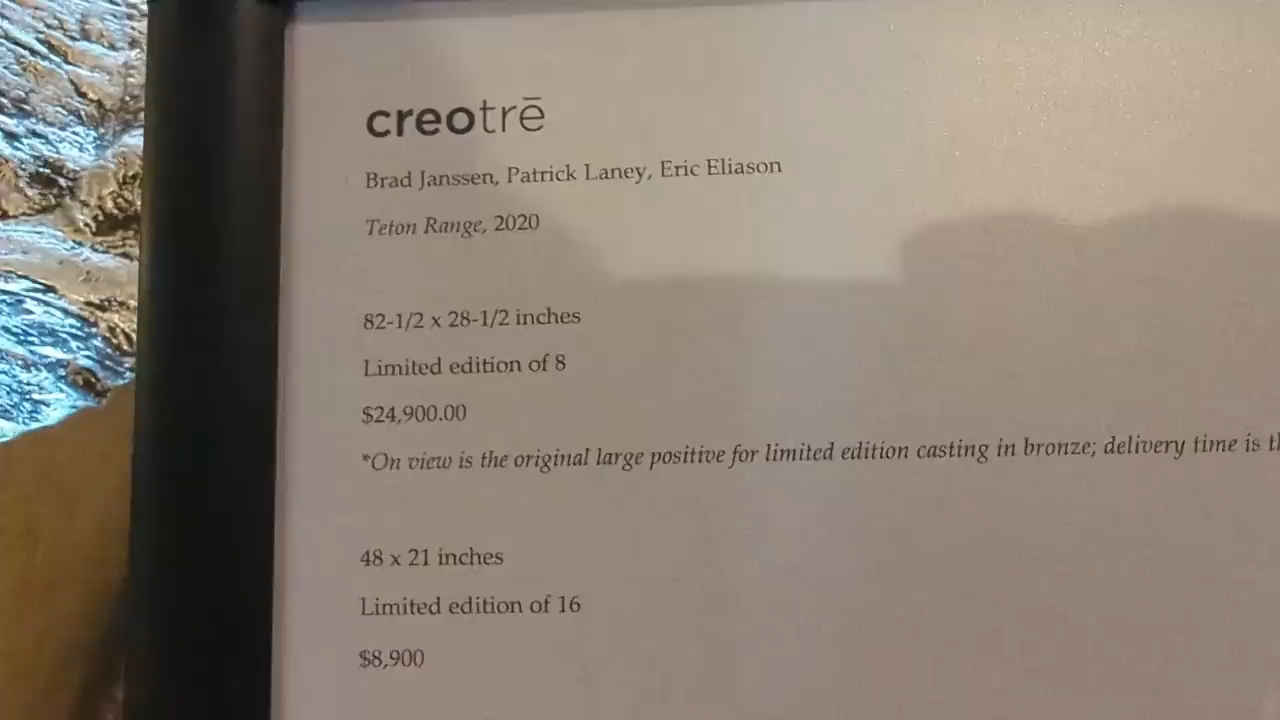 creotrē
Brad Janssen, Patrick Laney, Eric Eliason
Teton Range, 2020
82-1/2 x 28-1/2 inches
Limited edition of 8
$24,900.00
*On view is the original large positive for limited edition casting in bronze; delivery time is
48 x 21 inches
Limited edition of 16
$8,900